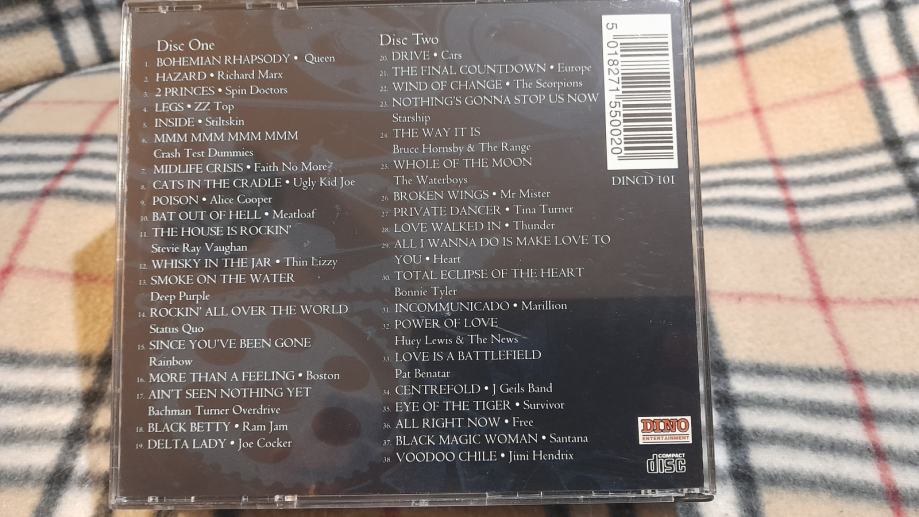 Disc One
1. BOHEMIAN RHAPSODY • Queen
2. HAZARD • Richard Marx
3. 2 PRINCES • Spin Doctors
4. LEGS • ZZ Top
5. INSIDE • Stiltskin
6. MMM MMM MMM MMM
Crash Test Dummies
7. MIDLIFE CRISIS • Faith No More?
8. CATS IN THE CRADLE • Ugly Kid Joe
9. POISON • Alice Cooper
10. BAT OUT OF HELL • Meatloaf
11. THE HOUSE IS ROCKIN'
Stevie Ray Vaughan
12. WHISKY IN THE JAR • Thin Lizzy
13. SMOKE ON THE WATER
Deep Purple
14. ROCKIN' ALL OVER THE WORLD
Status Quo
15. SINCE YOU'VE BEEN GONE
Rainbow
16. MORE THAN A FEELING • Boston
17. AIN'T SEEN NOTHING YET
Bachman Turner Overdrive
18. BLACK BETTY • Ram Jam
19. DELTA LADY • Joe Cocker
Disc Two
20. DRIVE • Cars
21. THE FINAL COUNTDOWN • Europe
22. WIND OF CHANGE • The Scorpions
23. NOTHING'S GONNA STOP US NOW
Starship
24. THE WAY IT IS
Bruce Hornsby & The Range
25. WHOLE OF THE MOON
The Waterboys
26. BROKEN WINGS • Mr Mister
27. PRIVATE DANCER • Tina Turner
28. LOVE WALKED IN • Thunder
29. ALL I WANNA DO IS MAKE LOVE TO
YOU • Heart
30. TOTAL ECLIPSE OF THE HEART
Bonnie Tyler
31. INCOMMUNICADO • Marillion
32. POWER OF LOVE
Huey Lewis & The News
33. LOVE IS A BATTLEFIELD
Pat Benatar
34. CENTREFOLD • J Geils Band
35. EYE OF THE TIGER • Survivor
36. ALL RIGHT NOW • Free
37. BLACK MAGIC WOMAN • Santana
38. VOODOO CHILE • Jimi Hendrix
5 018271 550020
DINCD 101
DINO
ENTERTAINMENT
COMPACT
disc